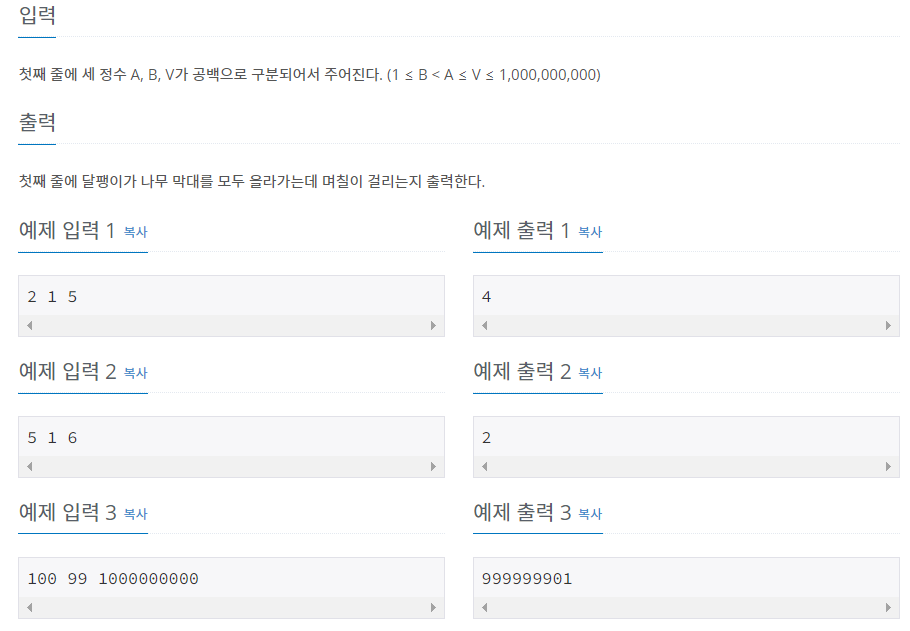 입력
첫째 줄에 세 정수 A, B, V가 공백으로 구분되어서 주어진다. (1 ≤ B < A ≤ V ≤ 1,000,000,000)
출력
첫째 줄에 달팽이가 나무 막대를 모두 올라가는데 며칠이 걸리는지 출력한다.
예제 입력 1 복사
예제 출력 1 복사
2 1 5
4
예제 입력 2 복사
예제 출력 2 복사
5 1 6
2
예제 입력 3 복사
예제 출력 3 복사
100 99 1000000000
999999901